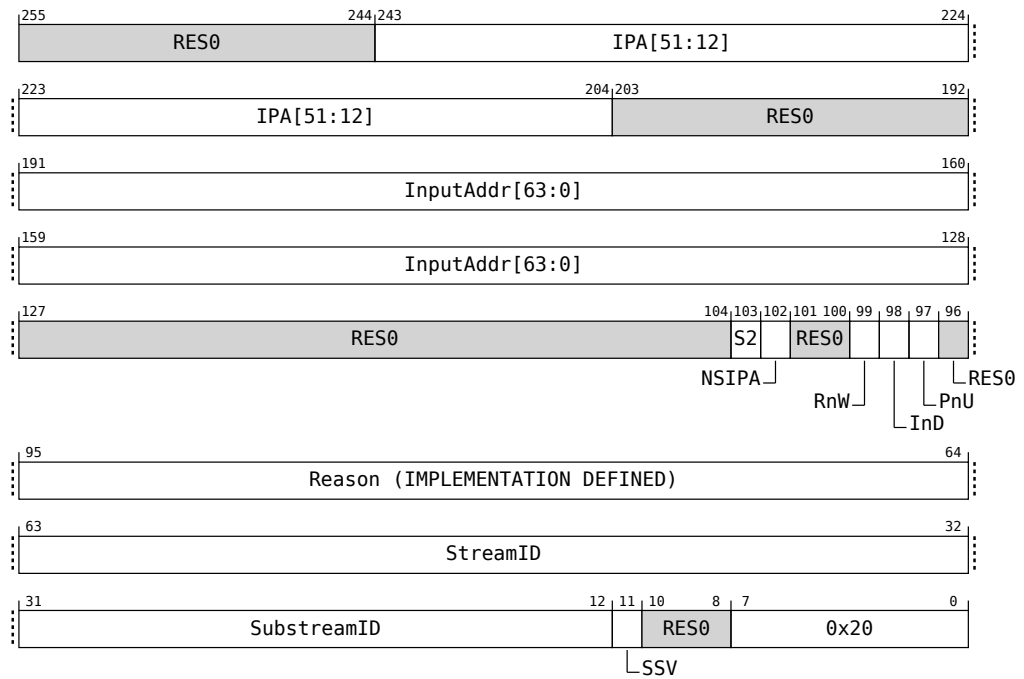 255 244 243 224
RES0 IPA[51:12]
223 204 203 192
IPA[51:12] RES0
191 160
InputAddr[63:0]
159 128
InputAddr[63:0]
127 104 103 102 101 100 99 98 97 96
RES0 S2 RES0
NSIPA RES0
RnW PnU
InD
95 64
Reason (IMPLEMENTATION DEFINED)
63 32
StreamID
31 12 11 10 8 7 0
SubstreamID RES0 0x20
SSV